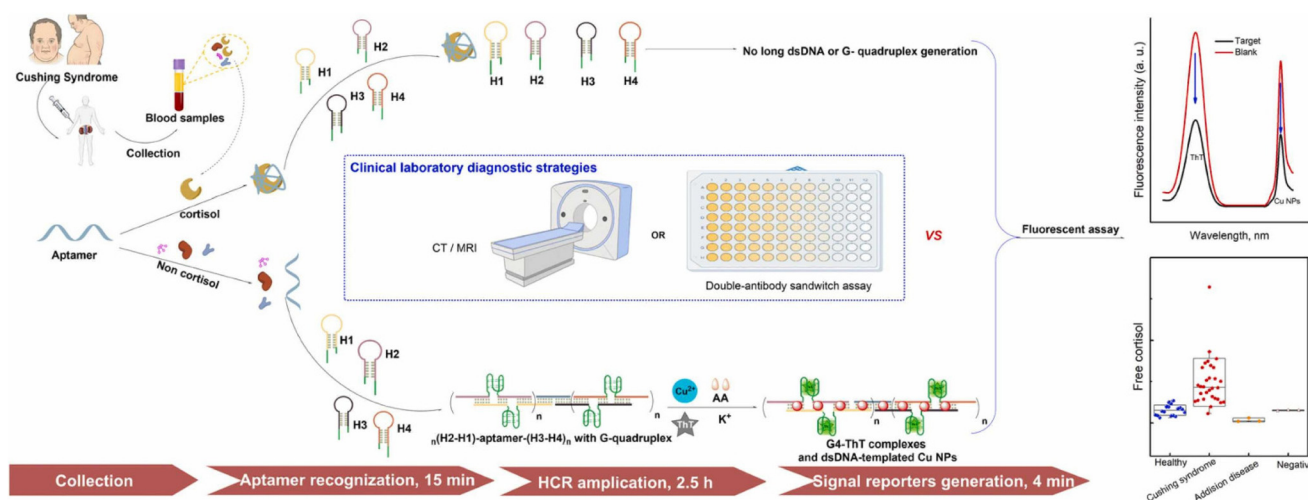 Cushing Syndrome
Blood samples
Collection
cortisol
Aptamer
Non cortisol
H1
H2
H3
H4
H1
H2
H3
H4
No long dsDNA or G- quadruplex generation
Clinical laboratory diagnostic strategies
CT / MRI
OR
Double-antibody sandwitch assay
VS
Fluorescent assay
H1
H2
H3
H4
n
n
n(H2-H1)-aptamer-(H3-H4)n with G-quadruplex
Cu2+
AA
ThT
K+
n
n
G4-ThT complexes
and dsDNA-templated Cu NPs
Fluorescence intensity (a. u.)
Target
Blank
ThT
Cu NPs
Wavelength, nm
Free cortisol
Healthy
Cushing syndrome
Addision disease
Negative
Collection
Aptamer recognization, 15 min
HCR amplication, 2.5 h
Signal reporters generation, 4 min